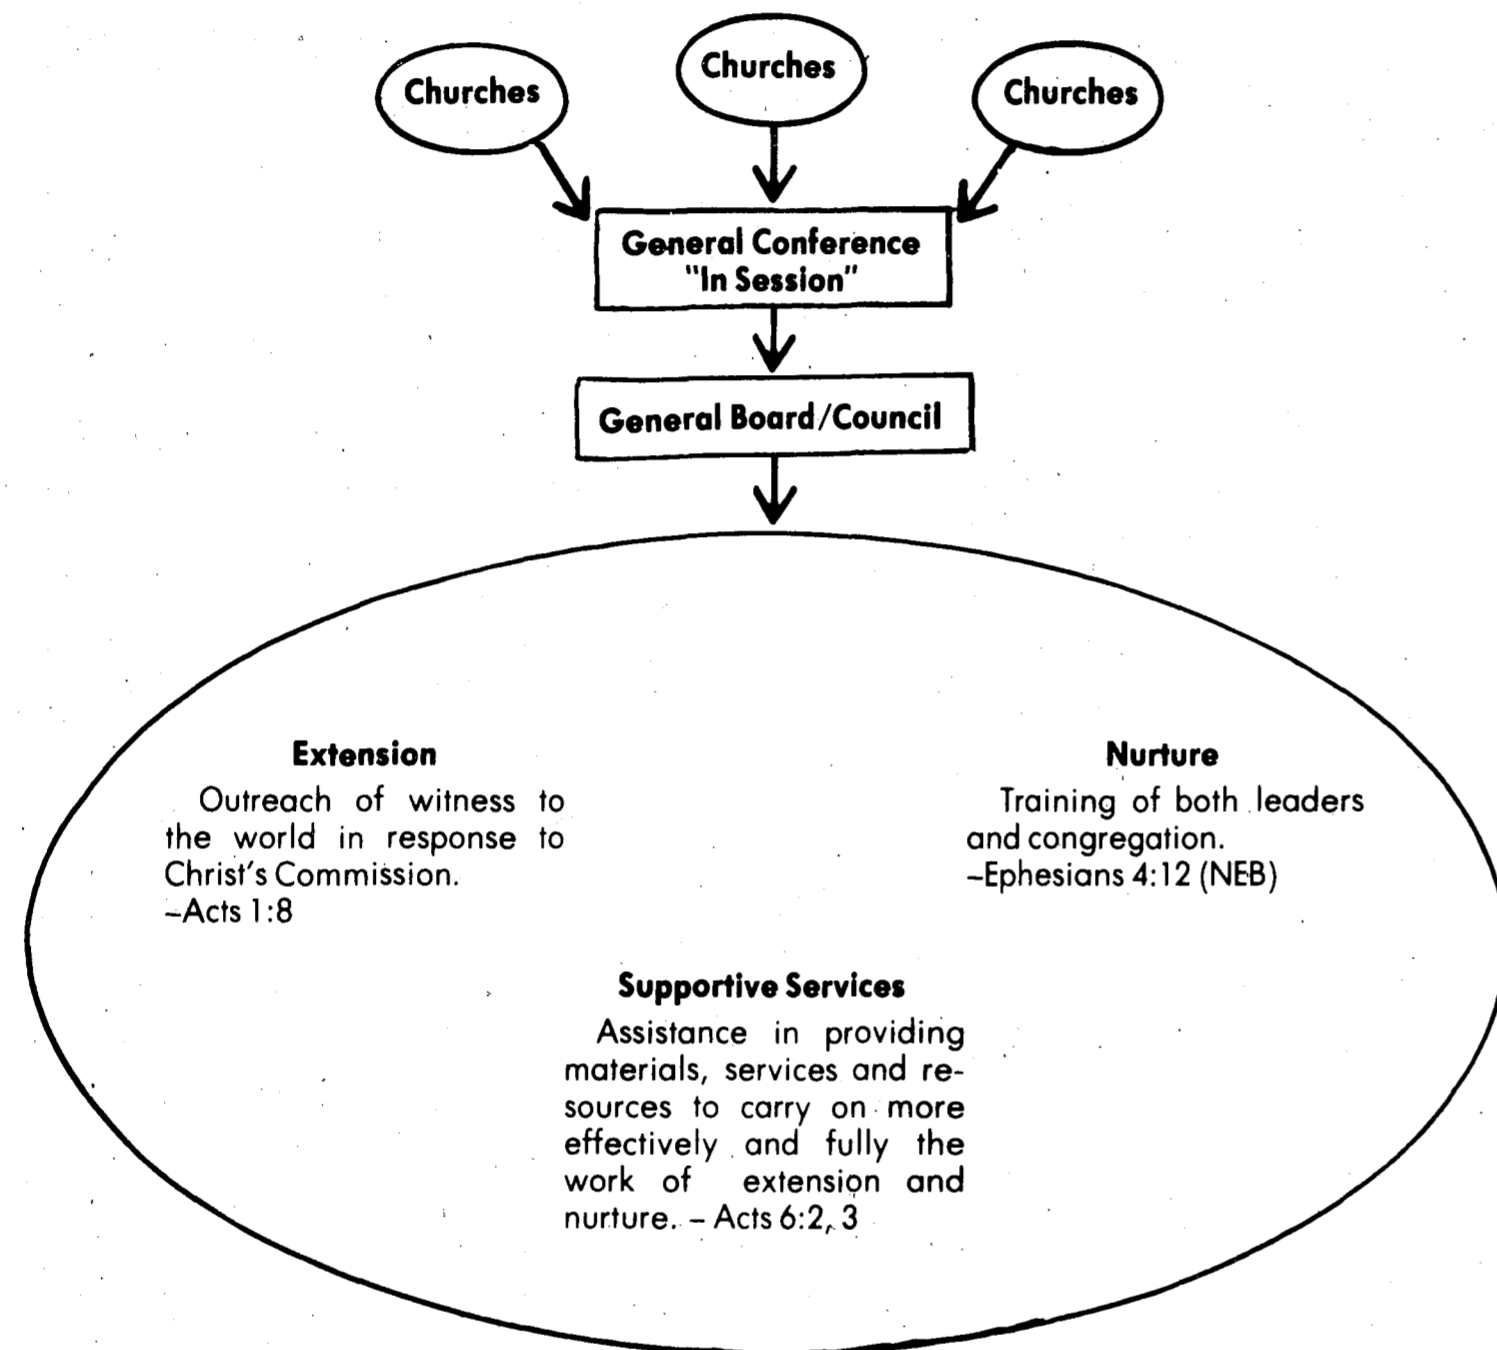 Churches
Churches
Churches
General Conference
"In Session"
General Board/Council
Extension
Outreach of witness to
the world in response to
Christ's Commission.
–Acts 1:8
Nurture
Training of both leaders
and congregation.
–Ephesians 4:12 (NEB)
Supportive Services
Assistance in providing
materials, services and re-
sources to carry on more
effectively and fully the
work of extension and
nurture. – Acts 6:2, 3